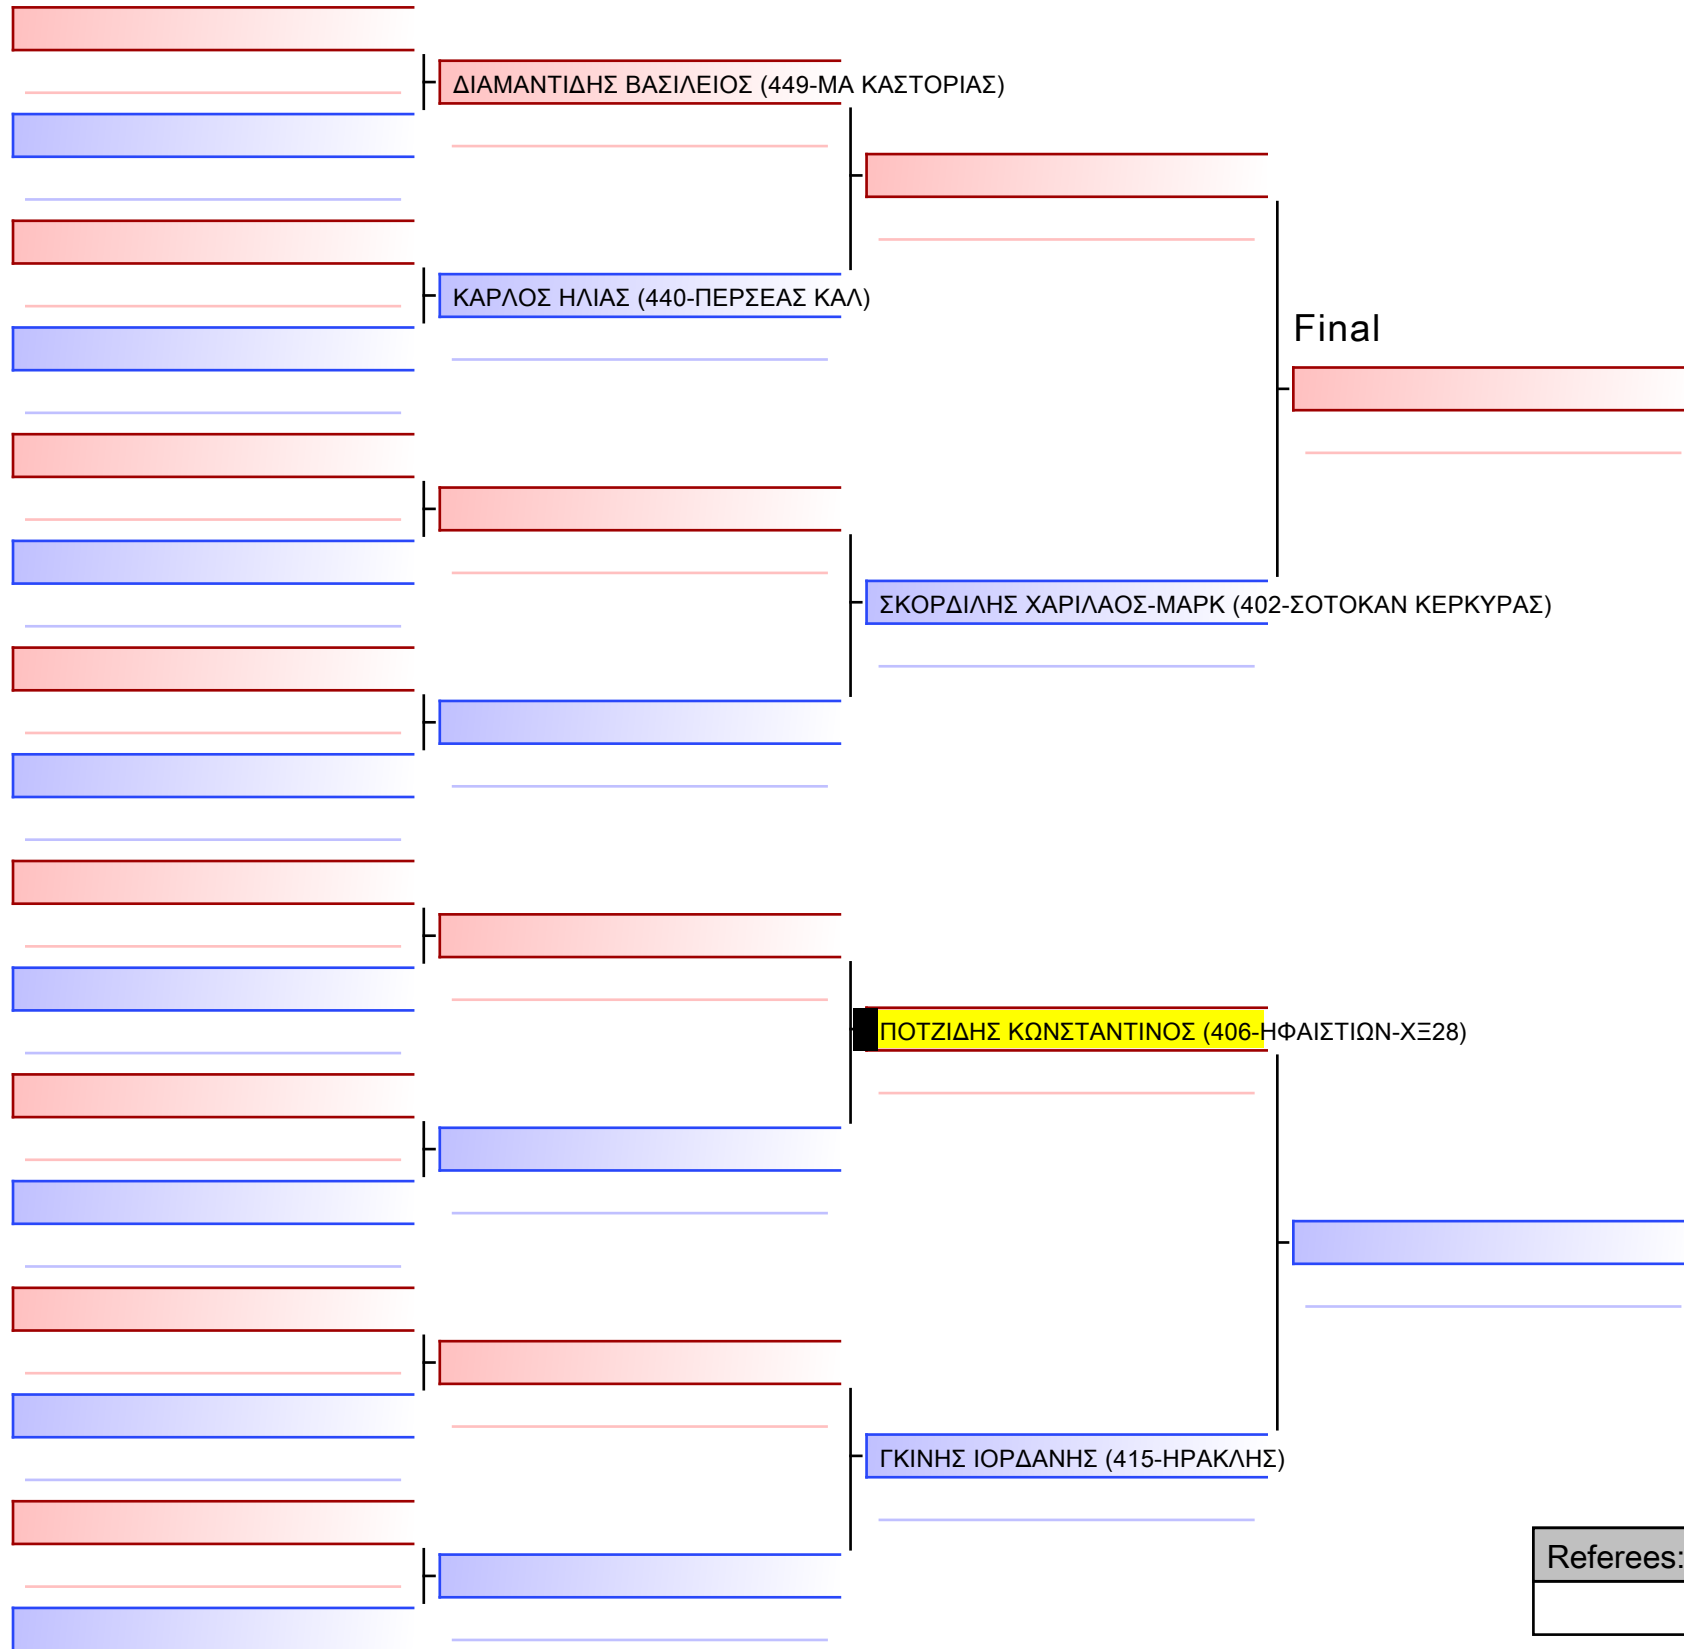 ΔΙΑΜΑΝΤΙΔΗΣ ΒΑΣΙΛΕΙΟΣ (449-ΜΑ ΚΑΣΤΟΡΙΑΣ)
ΚΑΡΛΟΣ ΗΛΙΑΣ (440-ΠΕΡΣΕΑΣ ΚΑΛ)
Final
ΣΚΟΡΔΙΛΗΣ ΧΑΡΙΛΑΟΣ-ΜΑΡΚ (402-ΣΟΤΟΚΑΝ ΚΕΡΚΥΡΑΣ)
ΠΟΤΖΙΔΗΣ ΚΩΝΣΤΑΝΤΙΝΟΣ (406-ΗΦΑΙΣΤΙΩΝ-ΧΞ28)
ΓΚΙΝΗΣ ΙΟΡΔΑΝΗΣ (415-ΗΡΑΚΛΗΣ)
Referees: